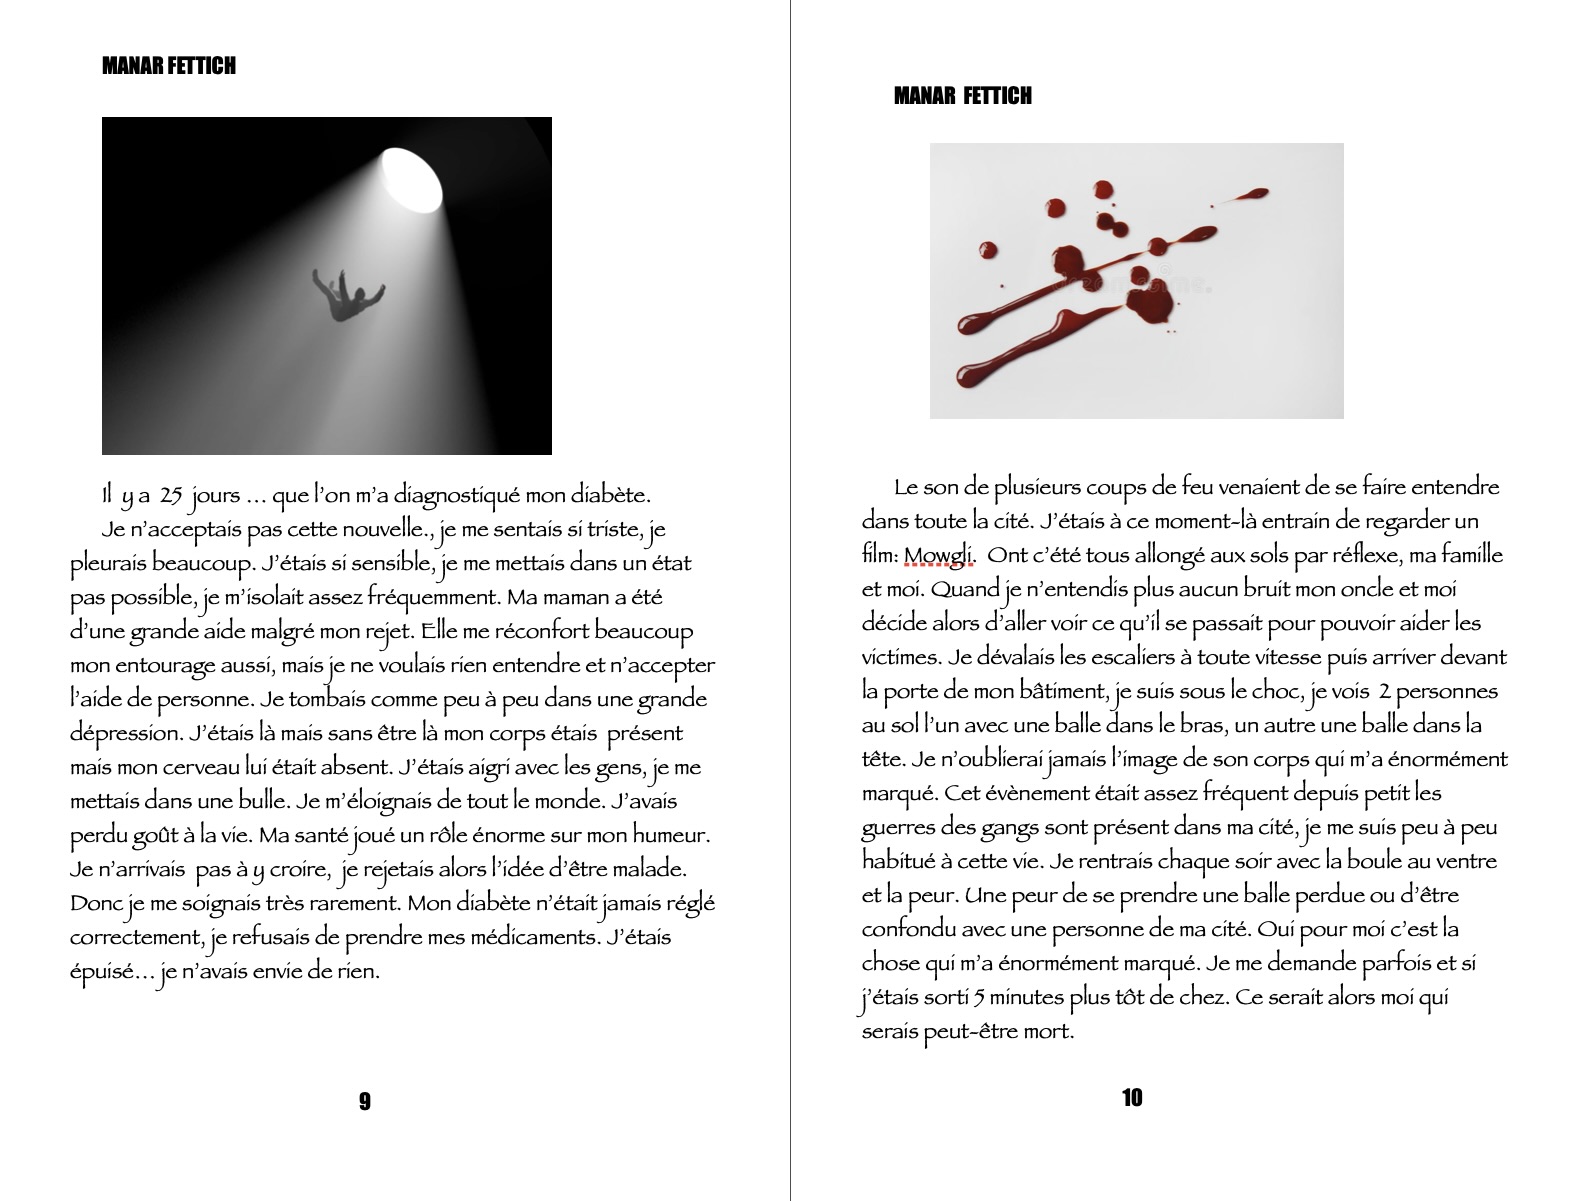 MANAR FETTICH
Il y a 25 jours … que l’on m’a diagnostiqué mon diabète.
Je n’acceptais pas cette nouvelle., je me sentais si triste, je
pleurais beaucoup. J’étais si sensible, je me mettais dans un état
pas possible, je m’isolait assez fréquemment. Ma maman a été
d’une grande aide malgré mon rejet. Elle me réconfort beaucoup
mon entourage aussi, mais je ne voulais rien entendre et n’accepter
l’aide de personne. Je tombais comme peu à peu dans une grande
dépression. J’étais là mais sans être là mon corps étais présent
mais mon cerveau lui était absent. J’étais aigri avec les gens, je me
mettais dans une bulle. Je m’éloignais de tout le monde. J’avais
perdu goût à la vie. Ma santé joué un rôle énorme sur mon humeur.
Je n’arrivais pas à y croire, je rejetais alors l’idée d’être malade.
Donc je me soignais très rarement. Mon diabète n’était jamais réglé
correctement, je refusais de prendre mes médicaments. J’étais
épuisé… je n’avais envie de rien.
9
MANAR FETTICH
dreamstime.
Le son de plusieurs coups de feu venaient de se faire entendre
dans toute la cité. J’étais à ce moment-là entrain de regarder un
film: Mowgli. Ont c’été tous allongé aux sols par réflexe, ma famille
et moi. Quand je n’entendis plus aucun bruit mon oncle et moi
décide alors d’aller voir ce qu’il se passait pour pouvoir aider les
victimes. Je dévalais les escaliers à toute vitesse puis arriver devant
la porte de mon bâtiment, je suis sous le choc, je vois 2 personnes
au sol l’un avec une balle dans le bras, un autre une balle dans la
tête. Je n’oublierai jamais l’image de son corps qui m’a énormément
marqué. Cet évènement était assez fréquent depuis petit les
guerres des gangs sont présent dans ma cité, je me suis peu à peu
habitué à cette vie. Je rentrais chaque soir avec la boule au ventre
et la peur. Une peur de se prendre une balle perdue ou d’être
confondu avec une personne de ma cité. Oui pour moi c’est la
chose qui m’a énormément marqué. Je me demande parfois et si
j’étais sorti 5 minutes plus tôt de chez. Ce serait alors moi qui
serais peut-être mort.
10